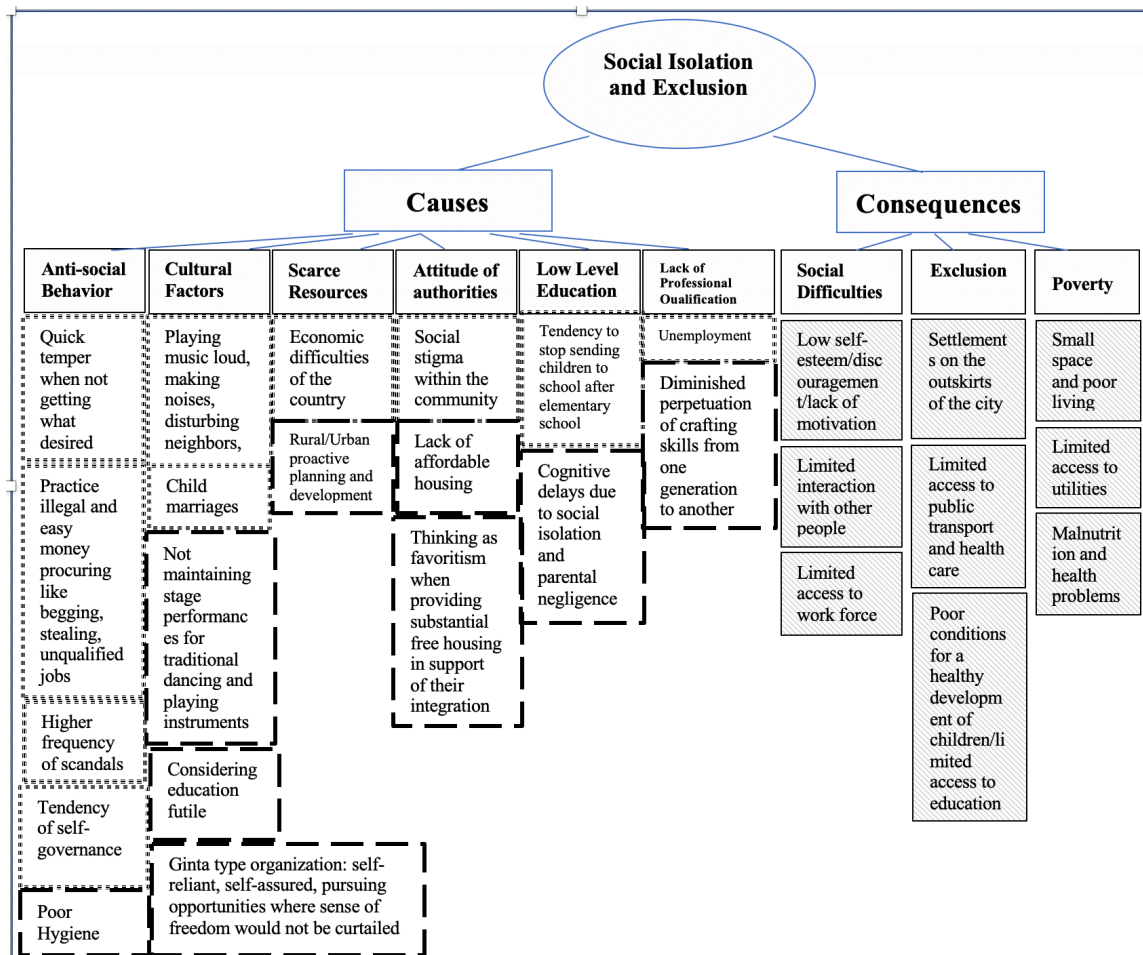 Social Isolation
and Exclusion
Causes
Consequences
Anti-social
Behavior
Cultural
Factors
Scarce
Resources
Attitude of
authorities
Low Level
Education
Lack of
Professional
Qualification
Social
Difficulties
Exclusion
Poverty
Quick
temper
when not
getting
what
desired
Practice
illegal and
easy
money
procuring
like
begging,
stealing,
unqualified
jobs
Higher
frequency
of scandals
Tendency
of self-
governance
Poor
Hygiene
Playing
music loud,
making
noises,
disturbing
neighbors,
Child
marriages
Not
maintaining
stage
performanc
es for
traditional
dancing and
playing
instruments
Considering
education
futile
Ginta type organization: self-
reliant, self-assured, pursuing
opportunities where sense of
freedom would not be curtailed
Economic
difficulties
of the
country
Rural/Urban
proactive
planning and
development
Social
stigma
within the
community
Lack of
affordable
housing
Thinking as
favoritism
when
providing
substantial
free housing
in support
of their
integration
Tendency to
stop sending
children to
school after
elementary
school
Cognitive
delays due
to social
isolation
and
parental
negligence
Unemployment
Diminished
perpetuation
of crafting
skills from
one
generation
to another
Low self-
esteem/disc
ouragemen
t/lack of
motivation
Limited
interaction
with other
people
Limited
access to
work force
Settlement
s on the
outskirts
of the city
Limited
access to
public
transport
and health
care
Poor
conditions
for a
healthy
developm
ent of
children/li
mited
access to
education
Small
space
and poor
living
Limited
access to
utilities
Malnutrit
ion and
health
problems